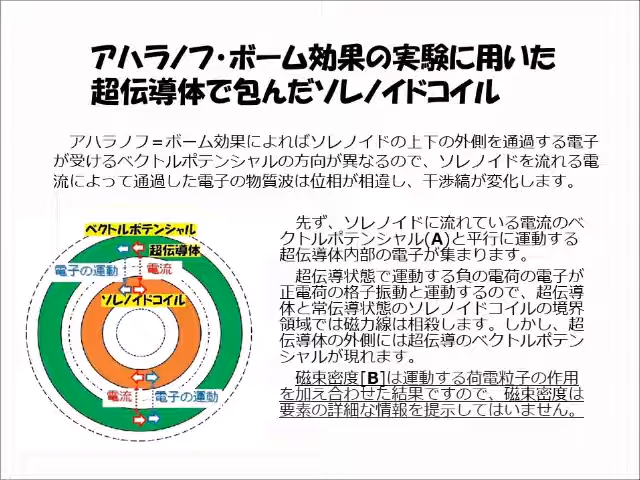 アハラノフ・ボーム効果の実験に用いた
超伝導体で包んだソレノイドコイル
アハラノフ＝ボーム効果によればソレノイドの上下の外側を通過する電子
が受けるベクトルポテンシャルの方向が異なるので、ソレノイドを流れる電
流によって通過した電子の物質波は位相が相違し、干渉縞が変化します。
ベクトルポテンシャル
超伝導体
電子の運動
電流
ソレノイドコイル
電流
電子の運動
先ず、ソレノイドに流れている電流のベ
クトルポテンシャル(A)と平行に運動する
超伝導体内部の電子が集まります。
超伝導状態で運動する負の電荷の電子が
正電荷の格子振動と運動するので、超伝導
体と常伝導状態のソレノイドコイルの境界
領域では磁力線は相殺します。しかし、超
伝導体の外側には超伝導のベクトルポテン
シャルが現れます。
磁束密度[B]は運動する荷電粒子の作用
を加え合わせた結果ですので、磁束密度は
要素の詳細な情報を提示してはいません。